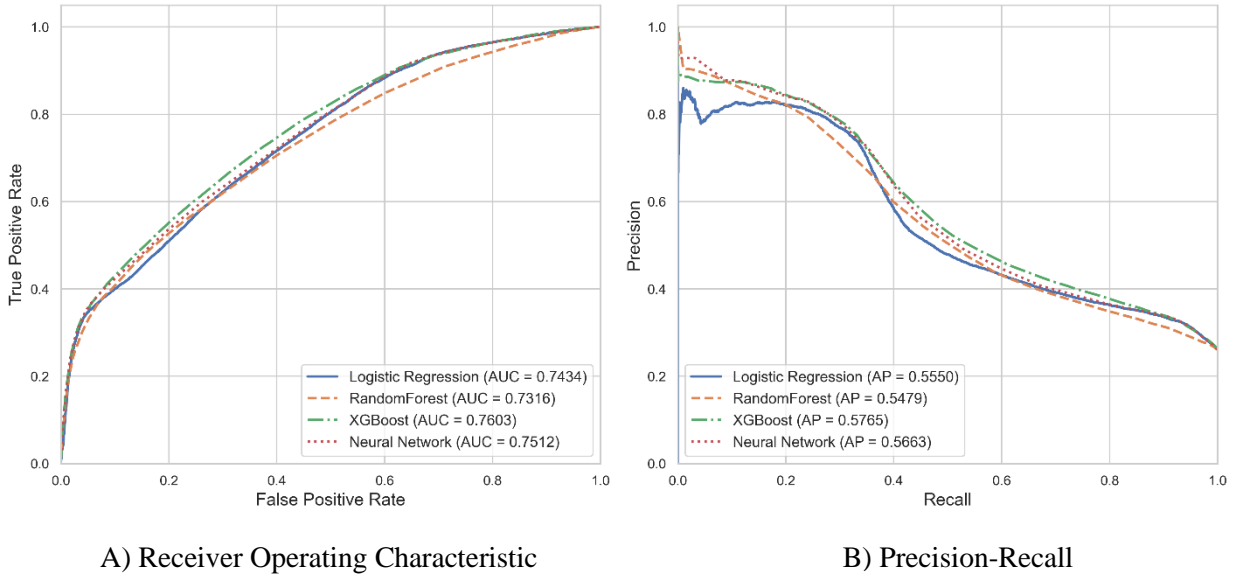 1.0
0.8
0.6
0.4
0.2
0.0
True Positive Rate
Logistic Regression (AUC = 0.7434)
RandomForest (AUC = 0.7316)
XGBoost (AUC = 0.7603)
Neural Network (AUC = 0.7512)
0.0 0.2 0.4 0.6 0.8 1.0
False Positive Rate
A) Receiver Operating Characteristic
1.0
0.8
0.6
0.4
0.2
0.0
Precision
Logistic Regression (AP = 0.5550)
RandomForest (AP = 0.5479)
XGBoost (AP = 0.5765)
Neural Network (AP = 0.5663)
0.0 0.2 0.4 0.6 0.8 1.0
Recall
B) Precision-Recall